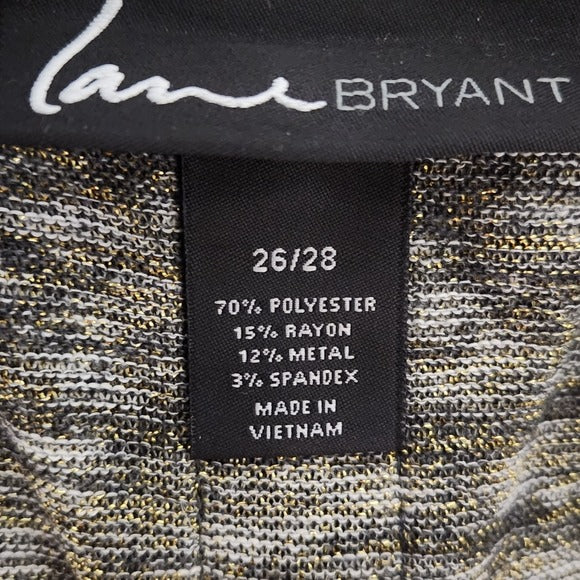 Lane BRYANT
26/28
70% POLYESTER
15% RAYON
12% METAL
3% SPANDEX
MADE IN
VIETNAM